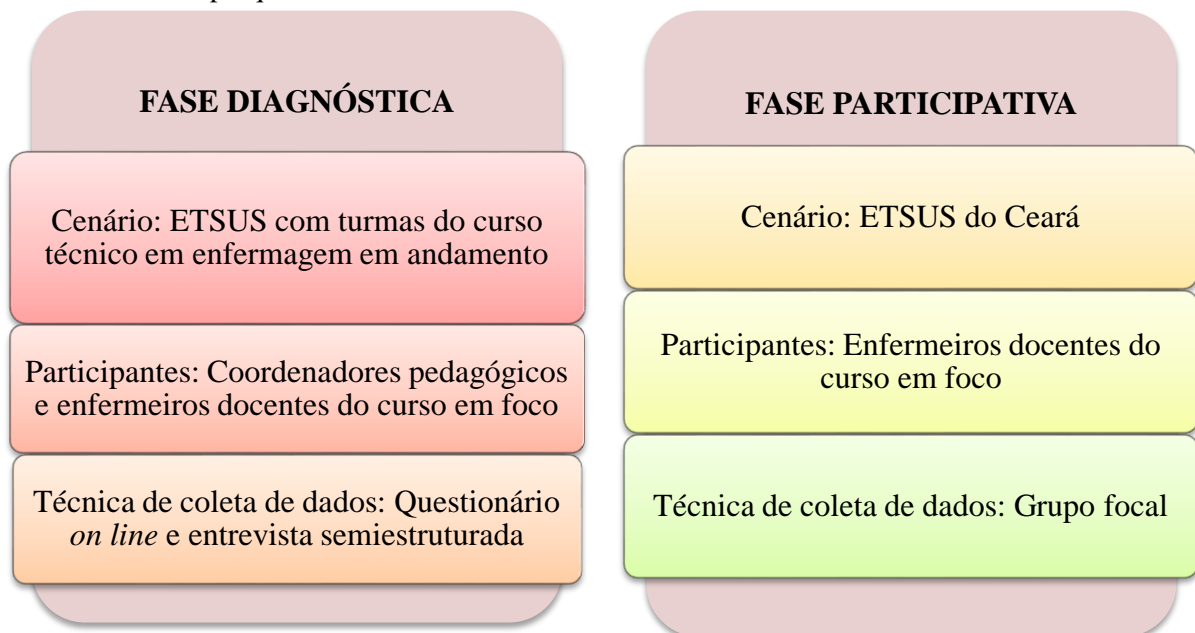 FASE DIAGNÓSTICA
Cenário: ETSUS com turmas do curso
técnico em enfermagem em andamento
Participantes: Coordenadores pedagógicos
e enfermeiros docentes do curso em foco
Técnica de coleta de dados: Questionário
on line e entrevista semiestruturada
FASE PARTICIPATIVA
Cenário: ETSUS do Ceará
Participantes: Enfermeiros docentes do
curso em foco
Técnica de coleta de dados: Grupo focal